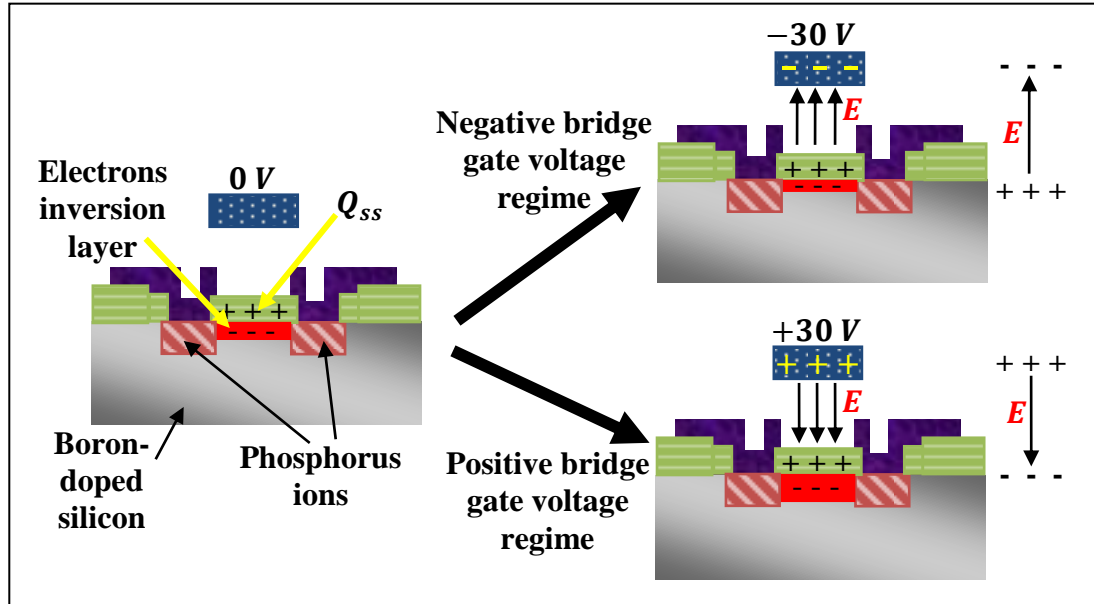 Electrons
inversion
layer
0 V
Q_ss
+ + +
- - -
Boron-
doped
silicon
Phosphorus
ions
Negative bridge
gate voltage
regime
−30 V
- - -
E
+ + +
- - -
- - -
E
+ + +
Positive bridge
gate voltage
regime
+30 V
+ + +
E
+ + +
- - -
+ + +
E
- - -